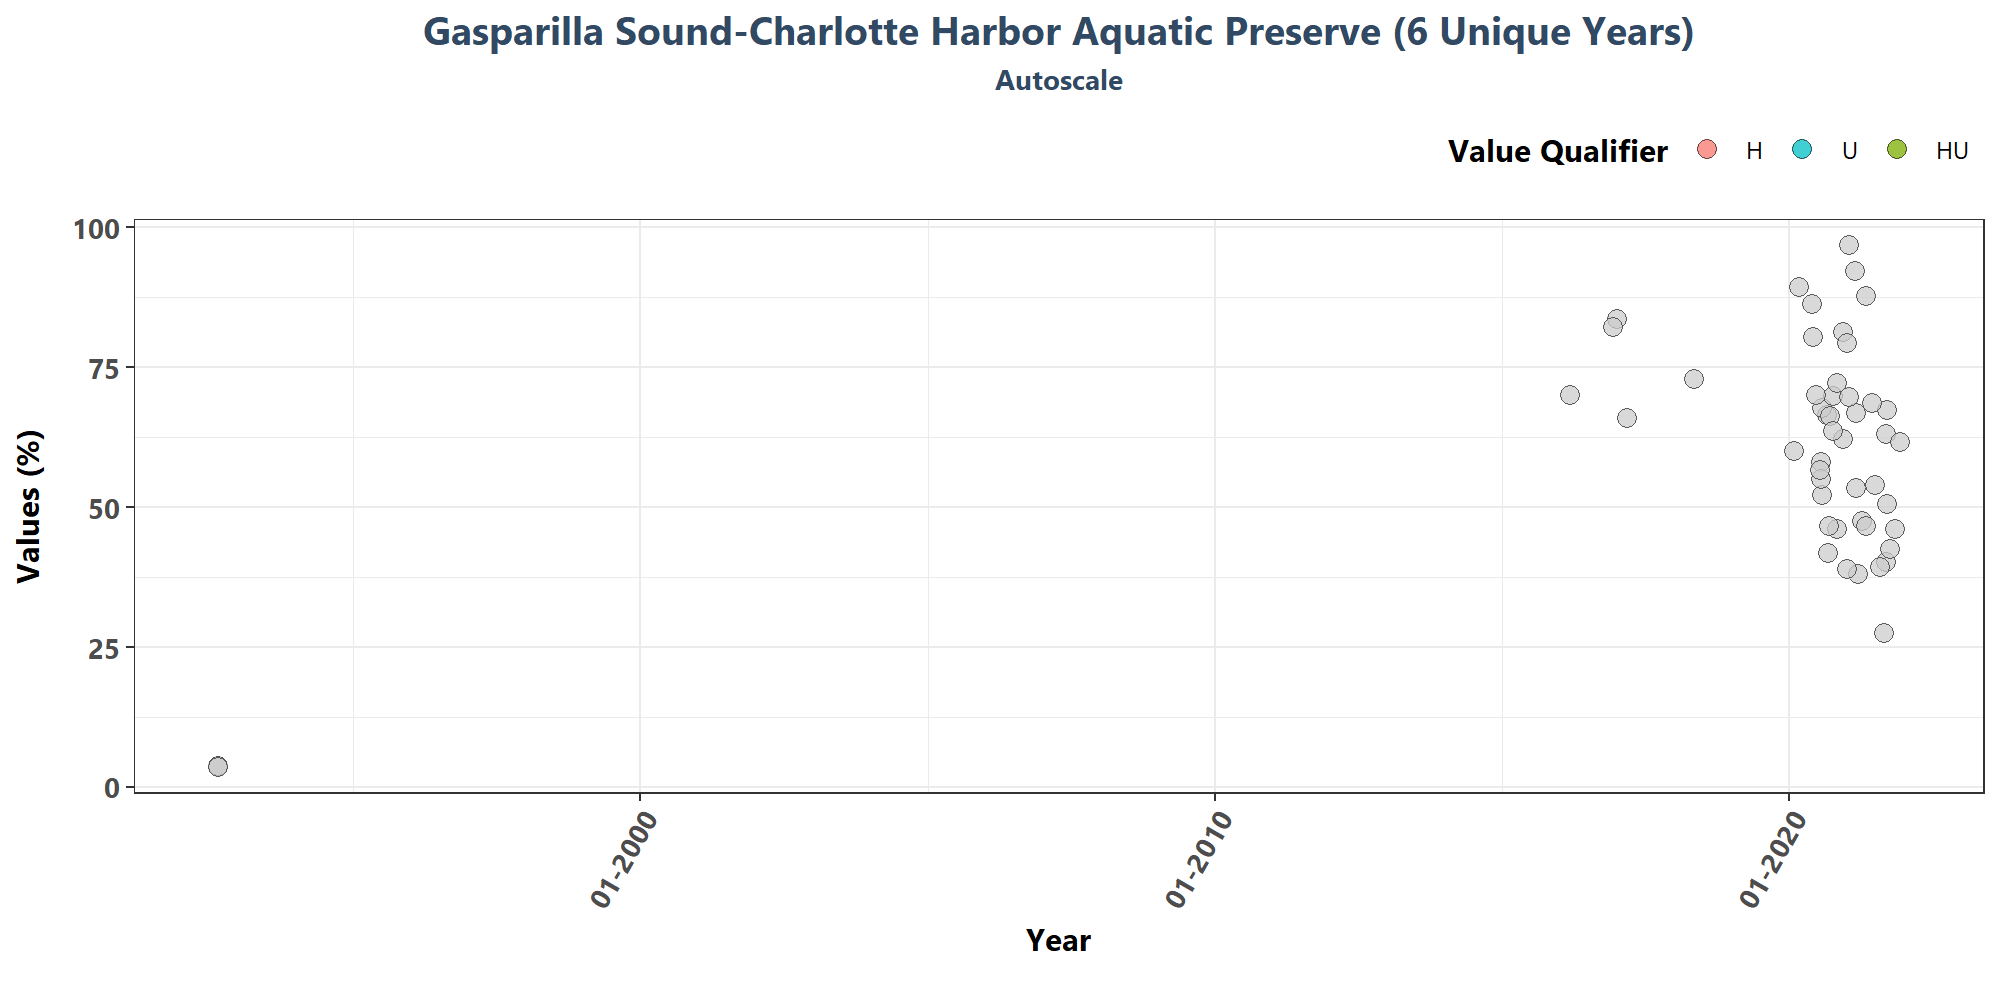 Gasparilla Sound-Charlotte Harbor Aquatic Preserve (6 Unique Years)
Autoscale
Value Qualifier H U HU
100
75
50
25
0
Values (%)
01-2000 01-2010 01-2020
Year